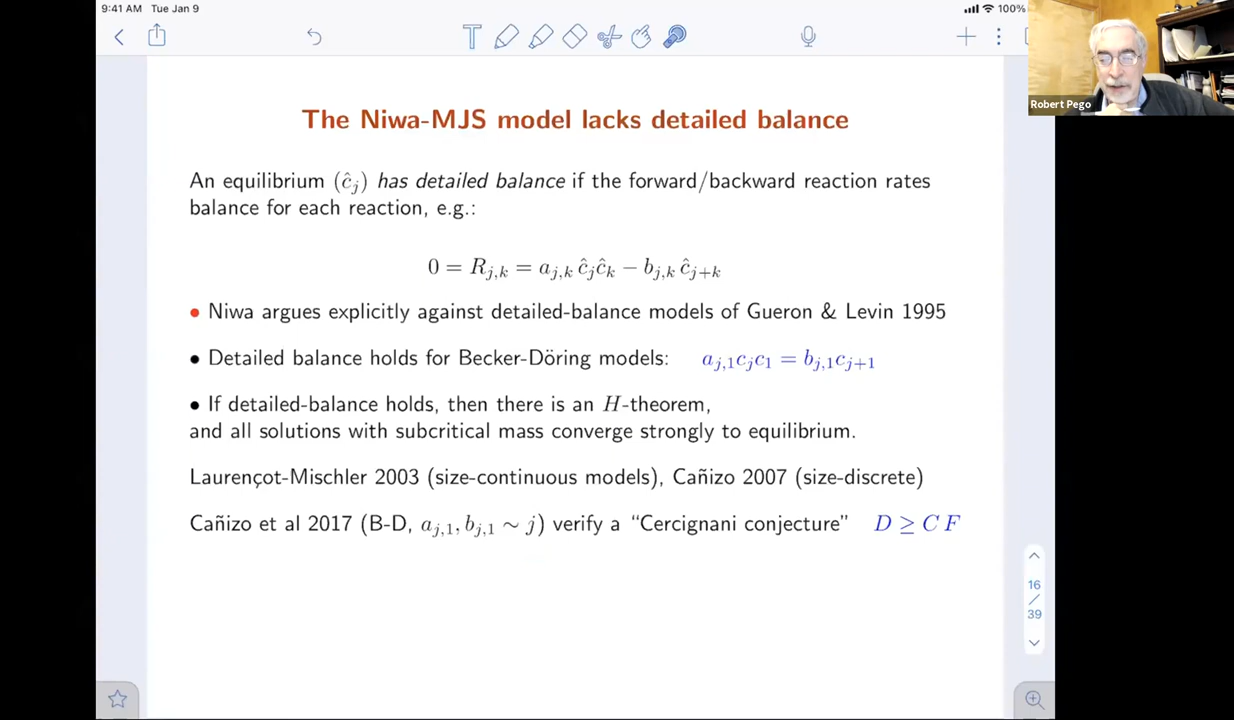 9:41 AM Tue Jan 9
100%
Robert Pego
The Niwa-MJS model lacks detailed balance
An equilibrium (ĉ_j) has detailed balance if the forward/backward reaction rates
balance for each reaction, e.g.:
0 = R_{j,k} = a_{j,k} ĉ_j ĉ_k − b_{j,k} ĉ_{j+k}
• Niwa argues explicitly against detailed-balance models of Gueron & Levin 1995
• Detailed balance holds for Becker-Döring models: a_{j,1}c_jc_1 = b_{j,1}c_{j+1}
• If detailed-balance holds, then there is an H-theorem,
and all solutions with subcritical mass converge strongly to equilibrium.
Laurençot-Mischler 2003 (size-continuous models), Cañizo 2007 (size-discrete)
Cañizo et al 2017 (B-D, a_{j,1}, b_{j,1} ∼ j) verify a “Cercignani conjecture” D ≥ C F
16
/
39